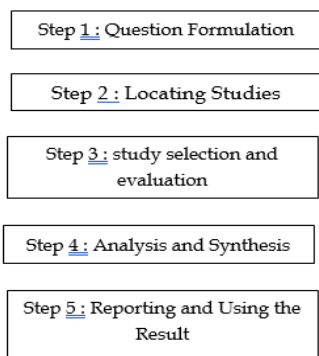 Step 1 : Question Formulation
Step 2 : Locating Studies
Step 3 : study selection and
evaluation
Step 4 : Analysis and Synthesis
Step 5 : Reporting and Using the
Result